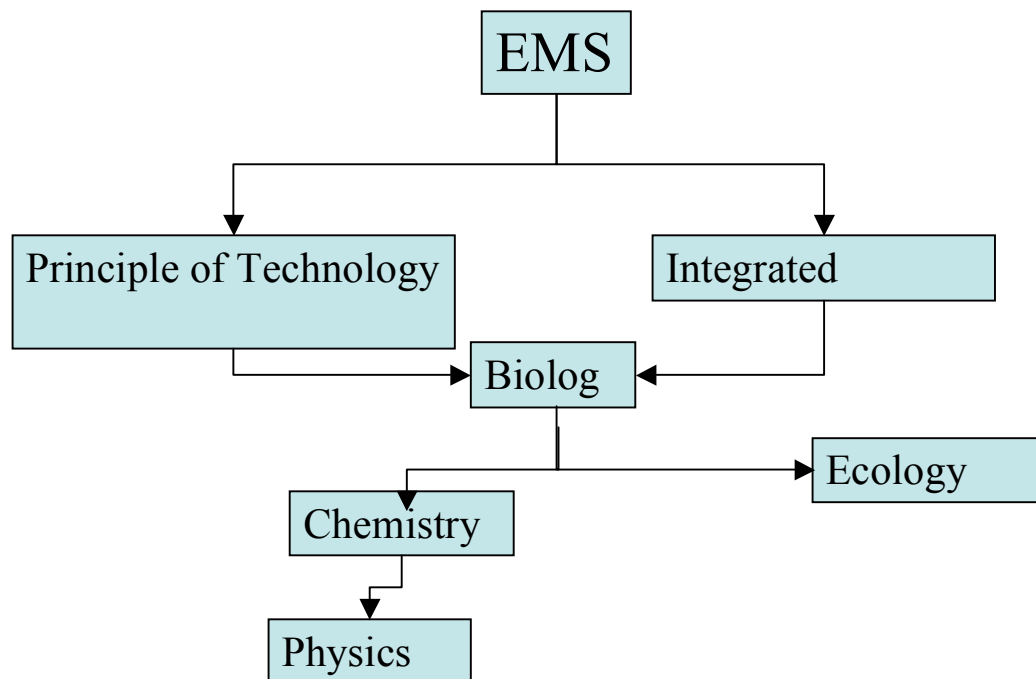 EMS
Principle of Technology
Integrated
Biolog
Ecology
Chemistry
Physics